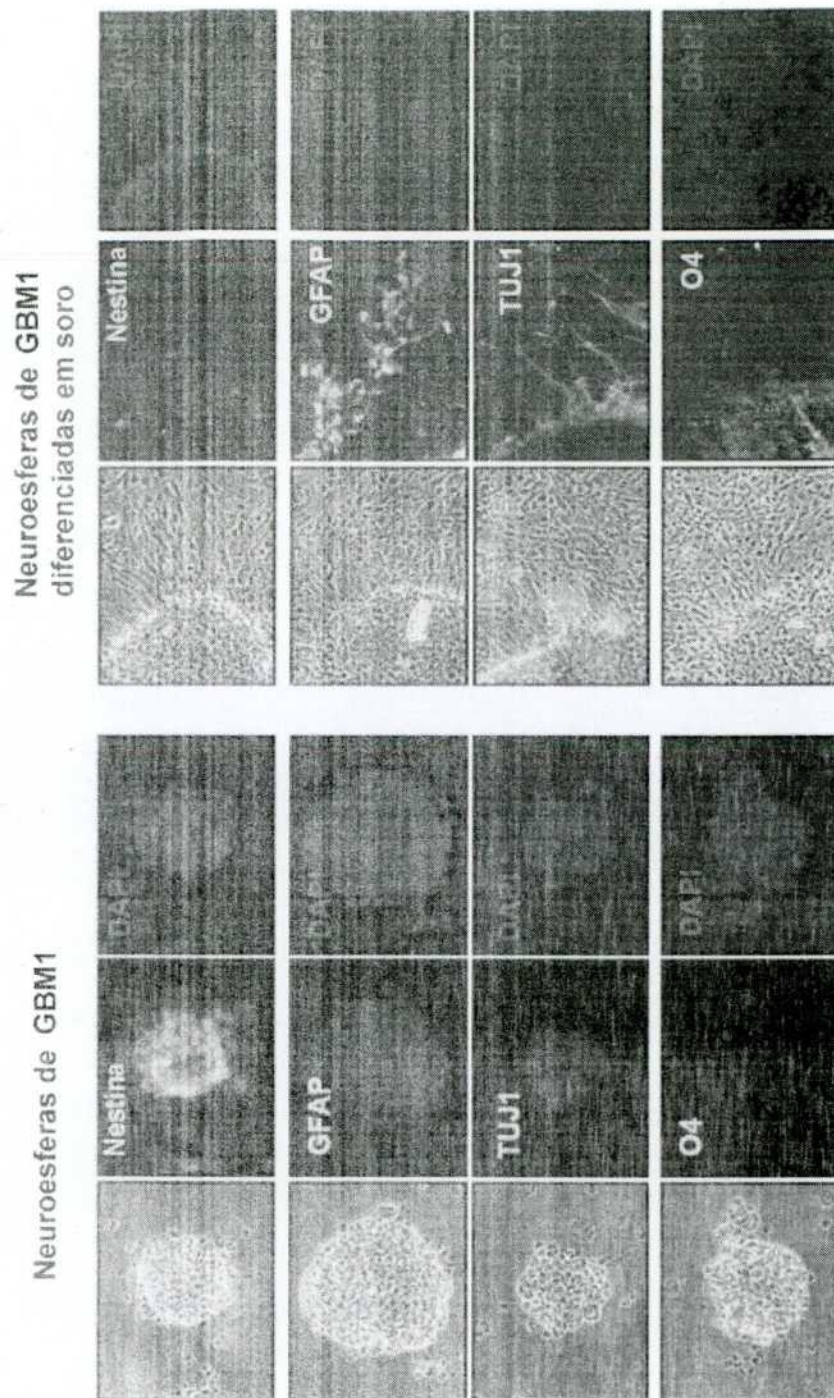 Neuroesferas de GBM1
Nestina
DAPI
GFAP
DAPI
TUJ1
DAPI
O4
DAPI
Neuroesferas de GBM1
diferenciadas em soro
Nestina
GFAP
TUJ1
DAPI
O4
DAPI